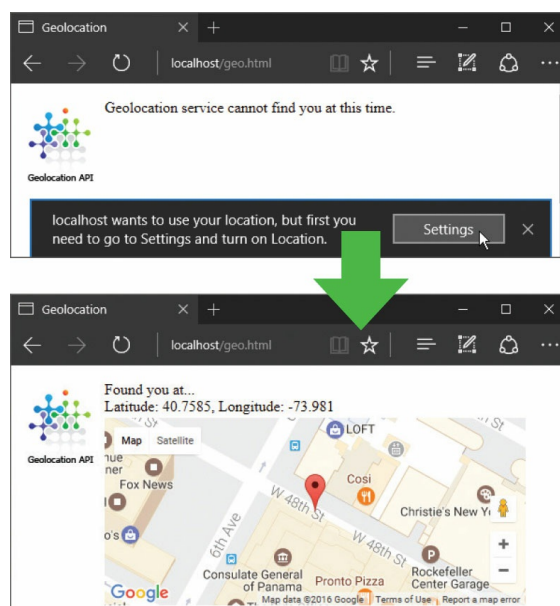 Geolocation
localhost/geo.html
Geolocation service cannot find you at this time.
Geolocation API
localhost wants to use your location, but first you
need to go to Settings and turn on Location.
Settings
Geolocation
localhost/geo.html
Found you at...
Latitude: 40.7585, Longitude: -73.981
Geolocation API
Map Satellite
LOFT
St
nue
ner
Fox News
Cosi
W 48th St
Christie's New Y
o's
6th Ave
W 48th St
P
Consulate General
of Panama
Pronto Pizza
Rockefeller
Center Garage
Google
Map data ©2016 Google Terms of Use Report a map error